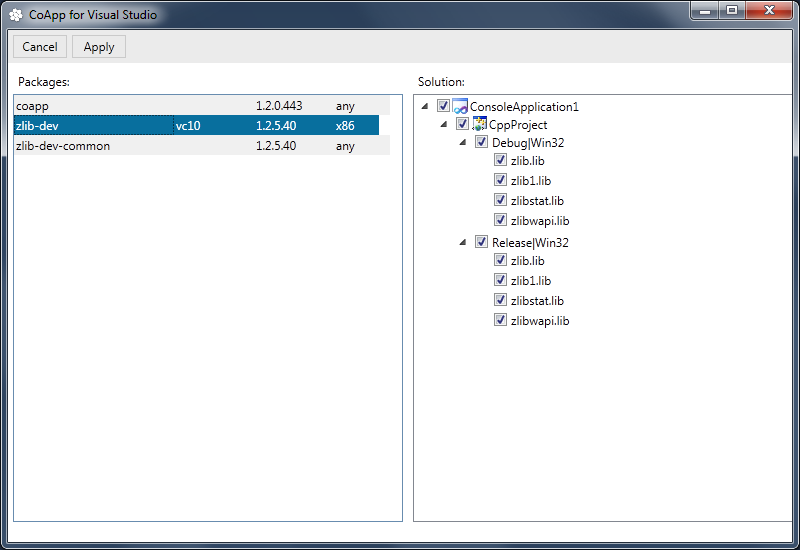 CoApp for Visual Studio
Cancel Apply
Packages:
coapp 1.2.0.443 any
zlib-dev vc10 1.2.5.40 x86
zlib-dev-common 1.2.5.40 any
Solution:
ConsoleApplication1
CppProject
Debug|Win32
zlib.lib
zlib1.lib
zlibstat.lib
zlibwapi.lib
Release|Win32
zlib.lib
zlib1.lib
zlibstat.lib
zlibwapi.lib